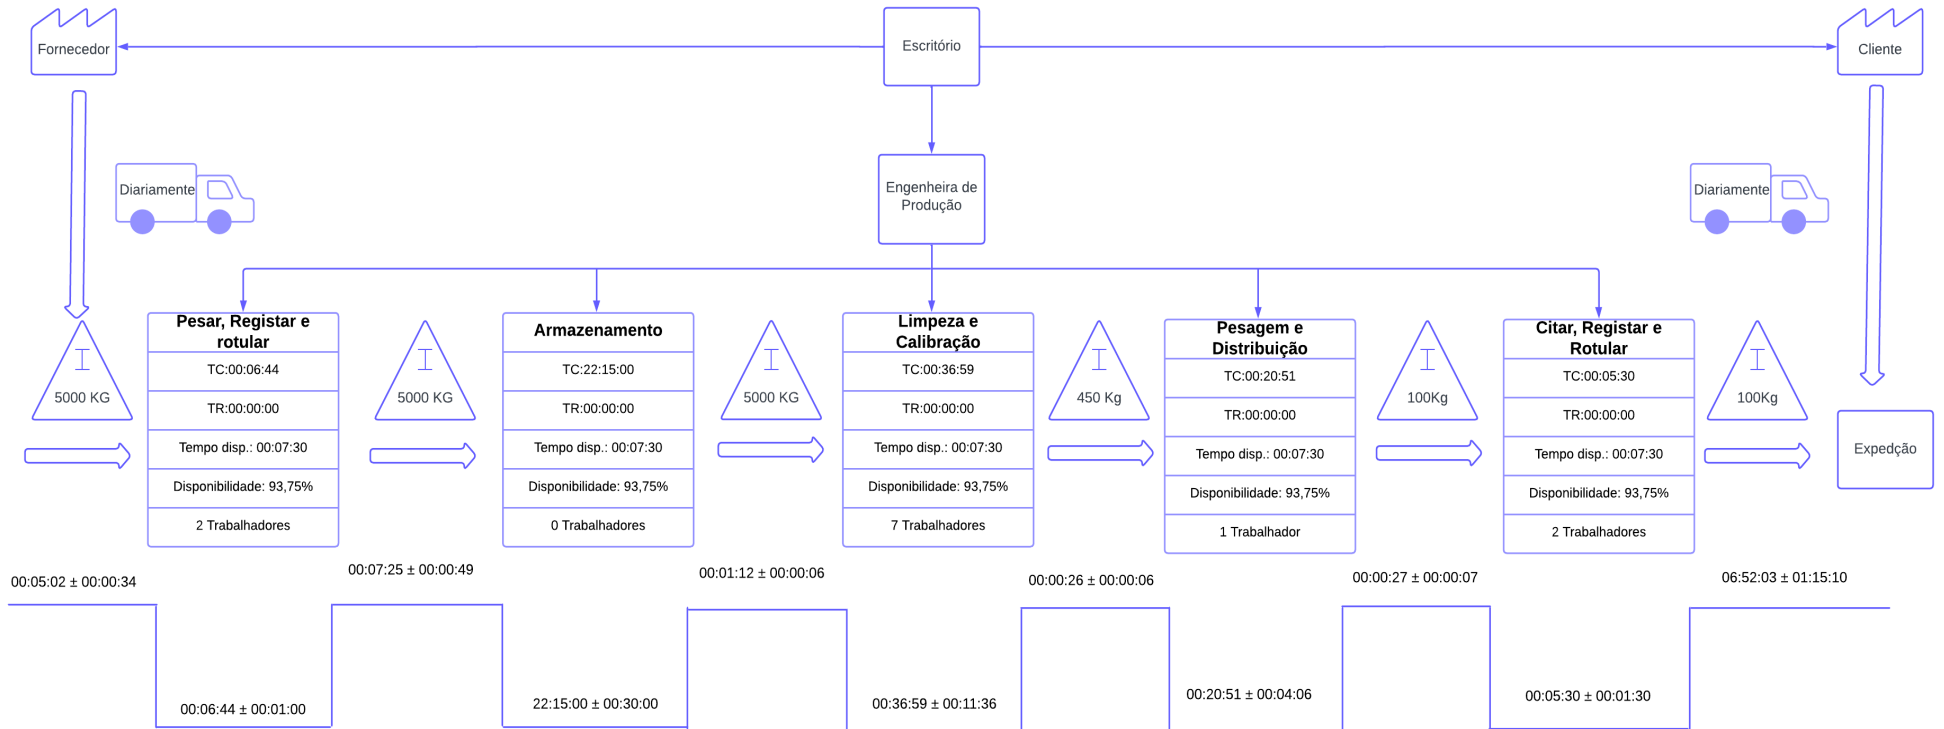 Fornecedor
Escritório
Cliente
Diariamente
Engenheira de
Produção
Diariamente
5000 KG
Pesar, Registar e
rotular
TC:00:06:44
TR:00:00:00
Tempo disp.: 00:07:30
Disponibilidade: 93,75%
2 Trabalhadores
5000 KG
Armazenamento
TC:22:15:00
TR:00:00:00
Tempo disp.: 00:07:30
Disponibilidade: 93,75%
0 Trabalhadores
5000 KG
Limpeza e
Calibração
TC:00:36:59
TR:00:00:00
Tempo disp.: 00:07:30
Disponibilidade: 93,75%
7 Trabalhadores
450 Kg
Pesagem e
Distribuição
TC:00:20:51
TR:00:00:00
Tempo disp.: 00:07:30
Disponibilidade: 93,75%
1 Trabalhador
100Kg
Citar, Registar e
Rotular
TC:00:05:30
TR:00:00:00
Tempo disp.: 00:07:30
Disponibilidade: 93,75%
2 Trabalhadores
100Kg
Expedção
00:05:02 ± 00:00:34
00:07:25 ± 00:00:49
00:01:12 ± 00:00:06
00:00:26 ± 00:00:06
00:00:27 ± 00:00:07
06:52:03 ± 01:15:10
00:06:44 ± 00:01:00
22:15:00 ± 00:30:00
00:36:59 ± 00:11:36
00:20:51 ± 00:04:06
00:05:30 ± 00:01:30